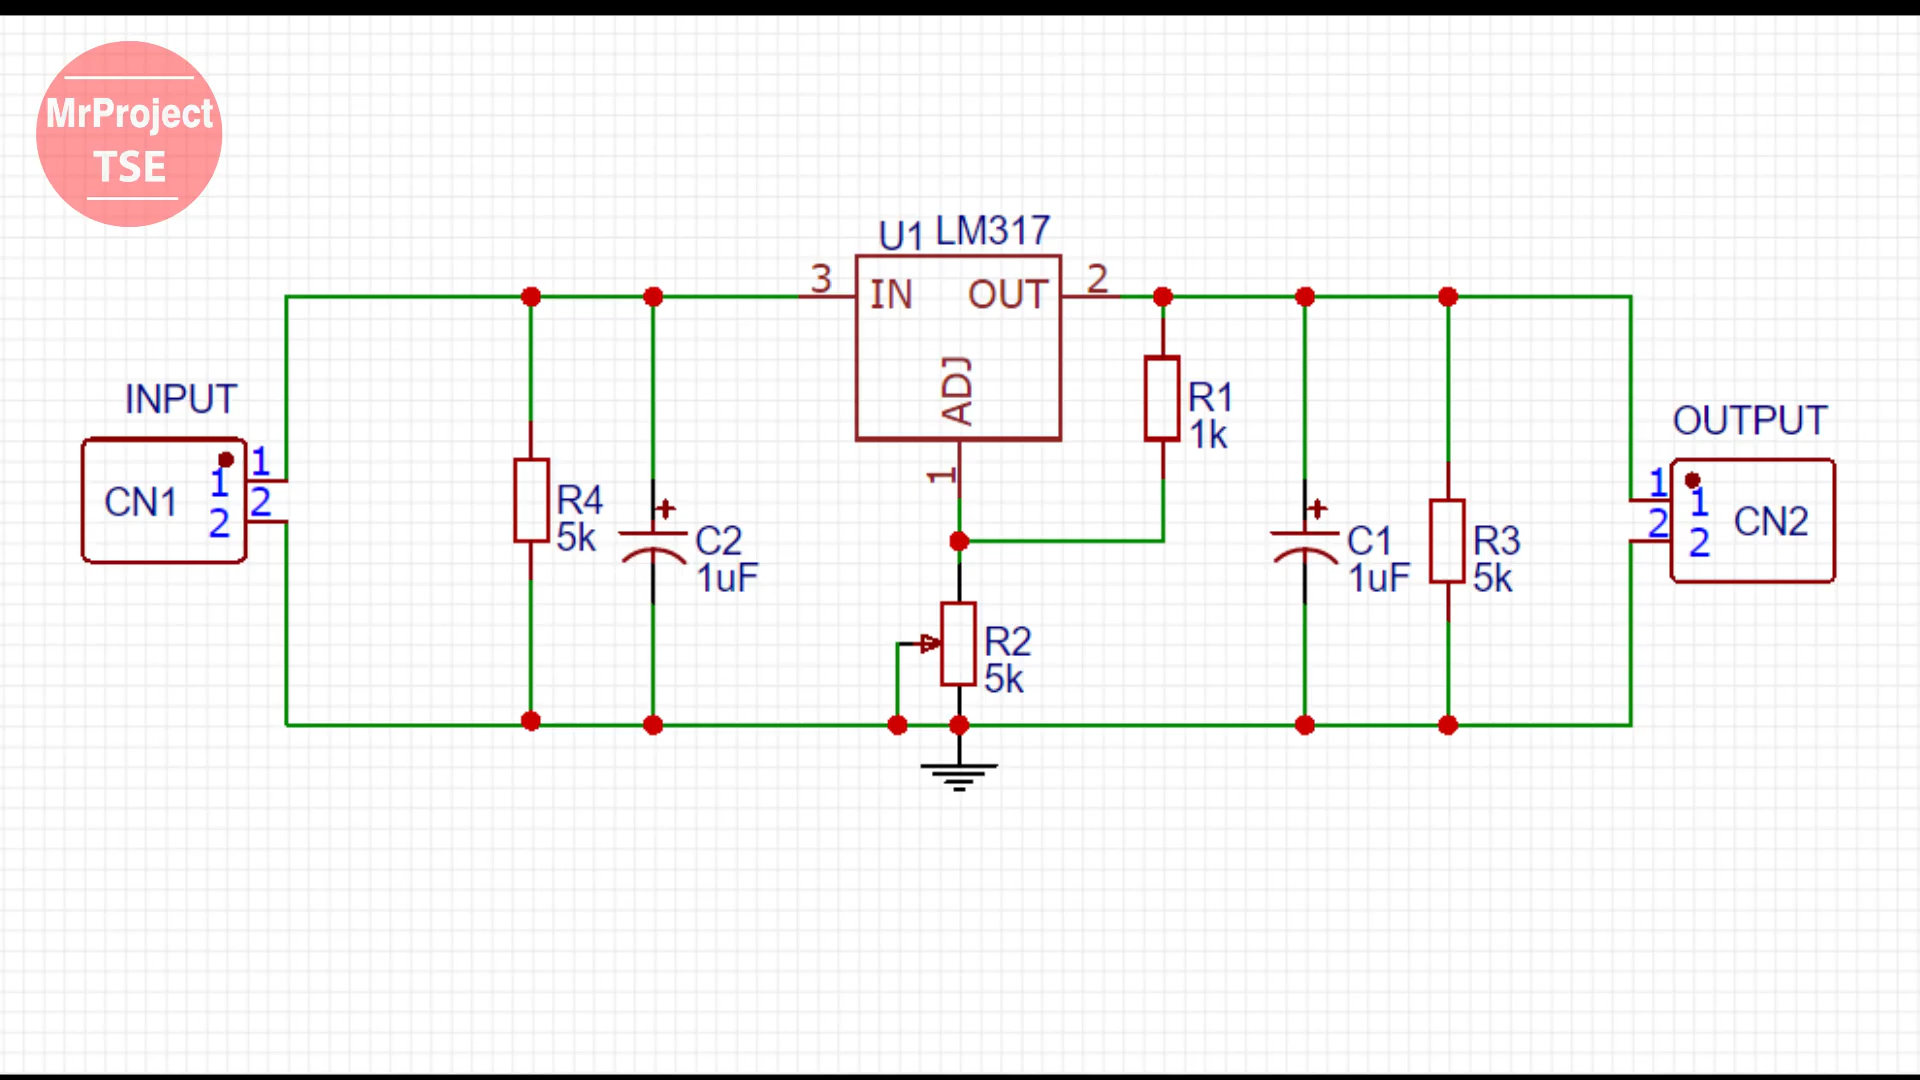 MrProject
TSE
U1 LM317
3 IN OUT 2
ADJ
1
INPUT
CN1
1 1
2 2
R4
5k
C2
1uF
R1
1k
R2
5k
C1
1uF
R3
5k
OUTPUT
1 1
2 2
CN2